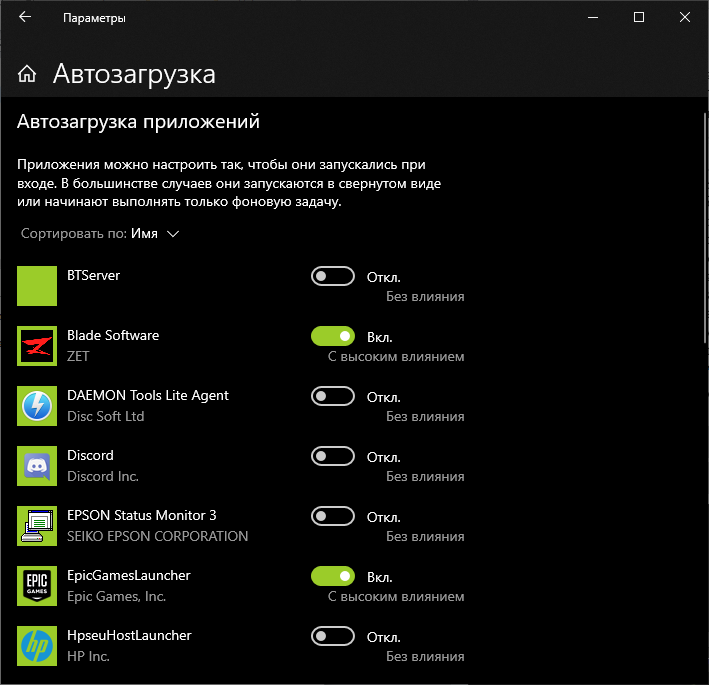 Параметры
Автозагрузка
Автозагрузка приложений
Приложения можно настроить так, чтобы они запускались при
входе. В большинстве случаев они запускаются в свернутом виде
или начинают выполнять только фоновую задачу.
Сортировать по: Имя
BTServer
Откл.
Без влияния
Blade Software
Вкл.
ZET
С высоким влиянием
DAEMON Tools Lite Agent
Откл.
Disc Soft Ltd
Без влияния
Discord
Откл.
Discord Inc.
Без влияния
EPSON Status Monitor 3
Откл.
SEIKO EPSON CORPORATION
Без влияния
EPIC
GAMES
EpicGamesLauncher
Вкл.
Epic Games, Inc.
С высоким влиянием
hp
HpseuHostLauncher
Откл.
HP Inc.
Без влияния